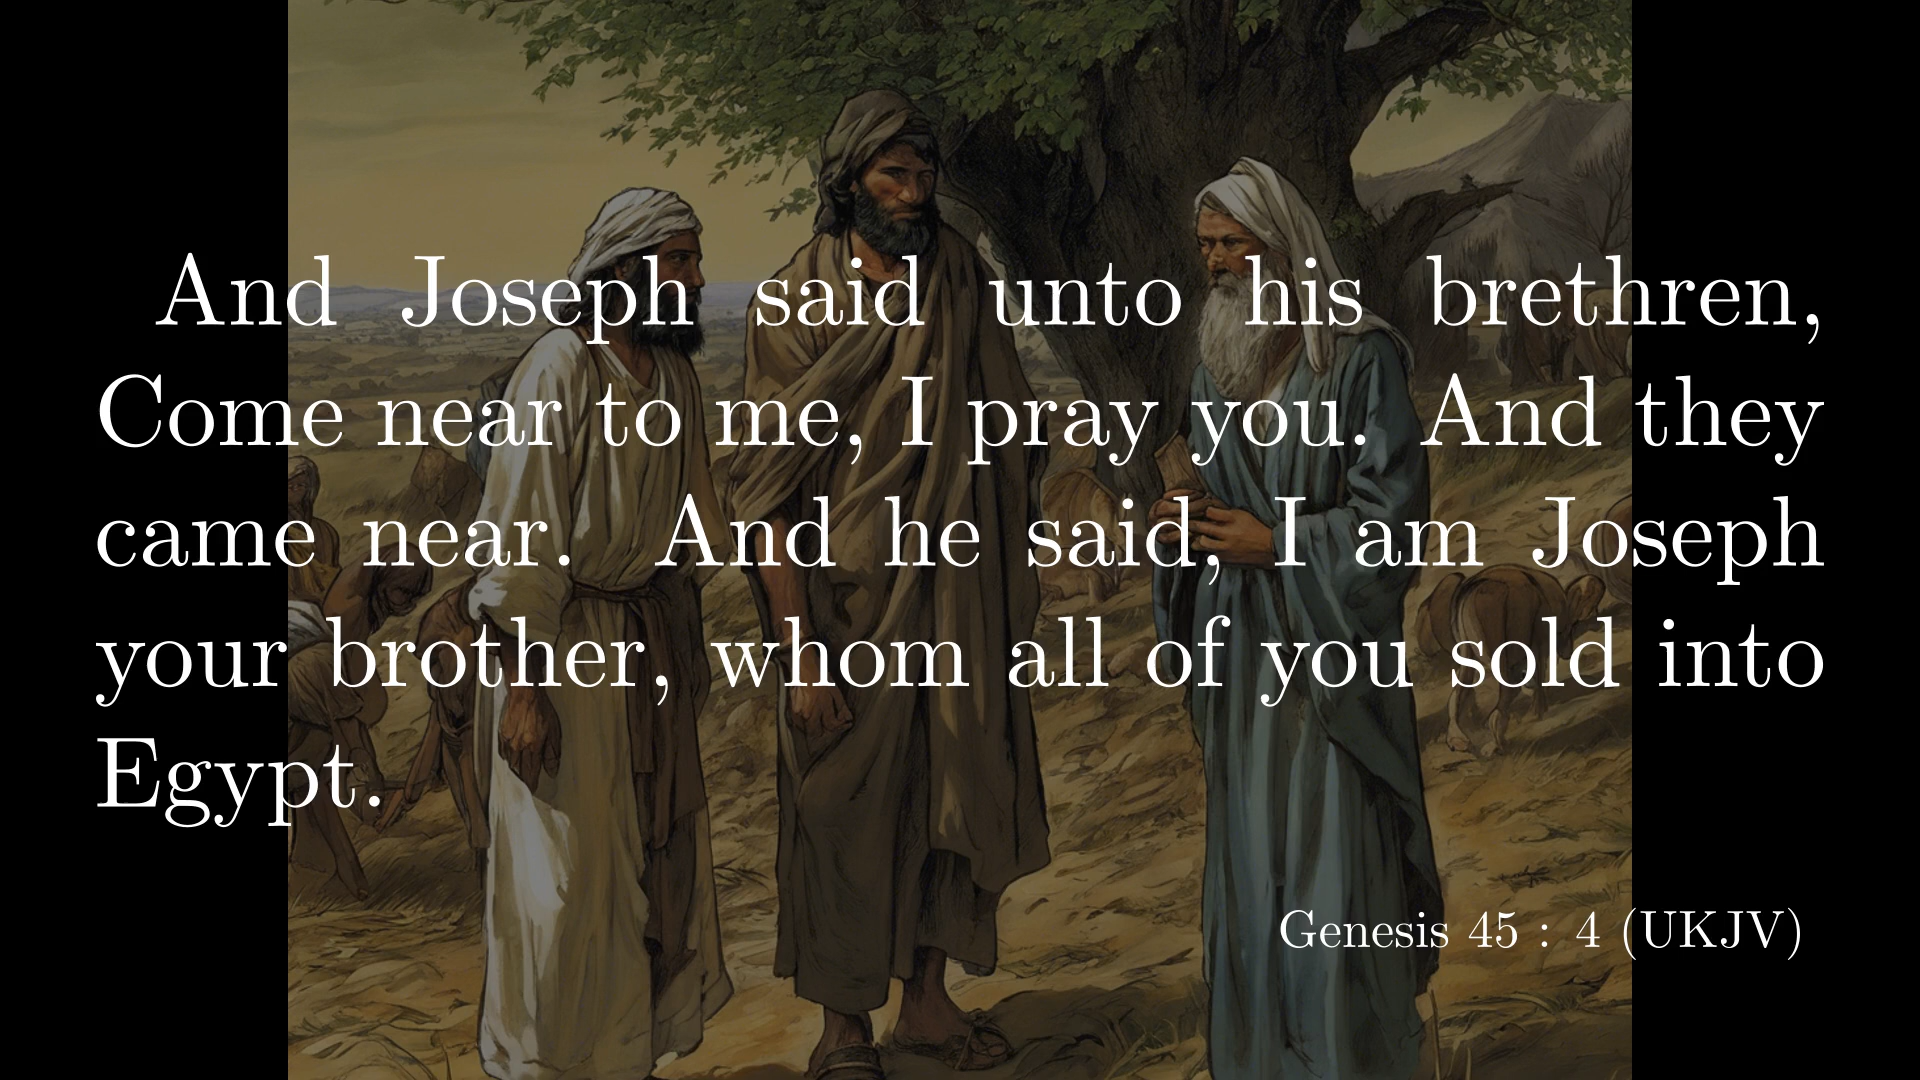 And Joseph said unto his brethren,
Come near to me, I pray you. And they
came near. And he said, I am Joseph
your brother, whom all of you sold into
Egypt.
Genesis 45 : 4 (UKJV)